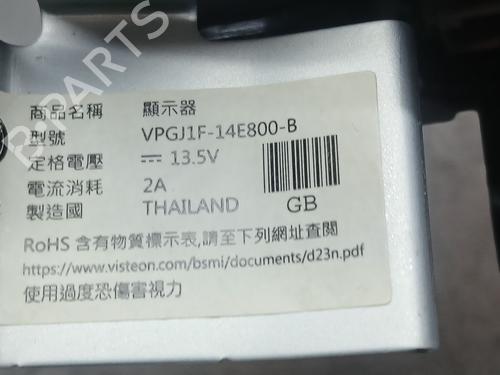 商品名稱 顯示器
型號 VPGJ1F-14E800-B
定格電壓 ⎓ 13.5V
電流消耗 2A
製造國 THAILAND GB
RoHS 含有物質標示表,請至下列網址查閱
https://www.visteon.com/bsmi/documents/d23n.pdf
使用過度恐傷害視力
B-PARTS